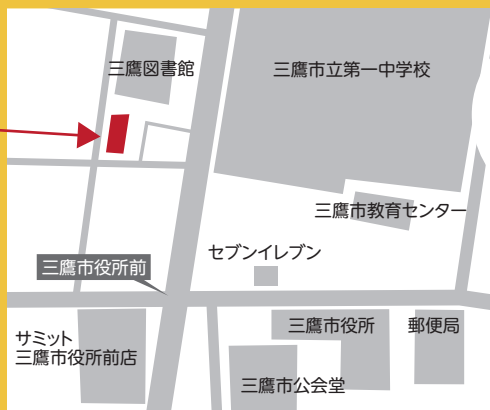 三鷹図書館
三鷹市立第一中学校
三鷹市教育センター
セブンイレブン
三鷹市役所前
サミット
三鷹市役所前店
三鷹市役所
郵便局
三鷹市公会堂